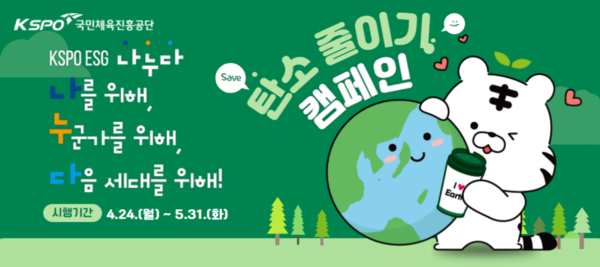 KSPO 국민체육진흥공단
KSPO ESG 나누다
나를 위해,
누군가를 위해,
다음 세대를 위해!
시행기간 4.24.(월) ~ 5.31.(화)
Save
탄소 줄이기
캠페인
I ♥
Earth